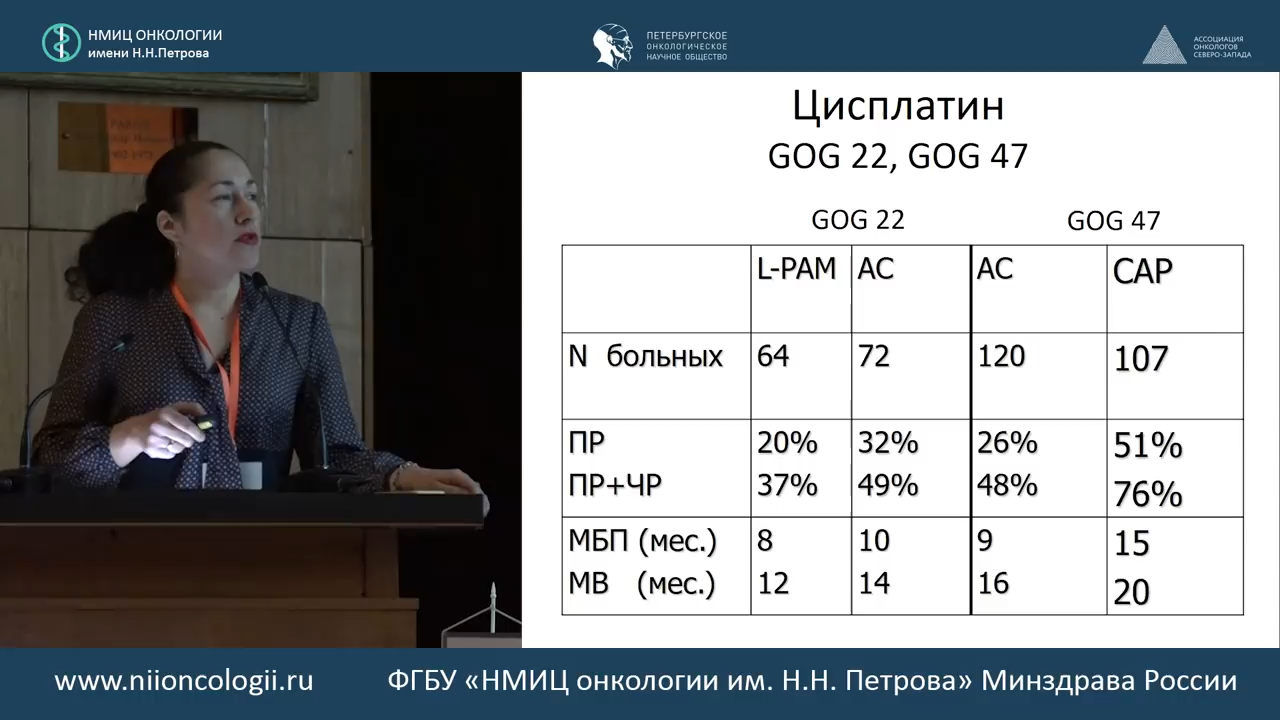 НМИЦ ОНКОЛОГИИ
имени Н.Н.Петрова
ПЕТЕРБУРГСКОЕ
ОНКОЛОГИЧЕСКОЕ
НАУЧНОЕ ОБЩЕСТВО
АССОЦИАЦИЯ
ОНКОЛОГОВ
СЕВЕРО-ЗАПАДА
Цисплатин
GOG 22, GOG 47
GOG 22 GOG 47
L-PAM AC AC CAP
N больных 64 72 120 107
ПР 20% 32% 26% 51%
ПР+ЧР 37% 49% 48% 76%
МБП (мес.) 8 10 9 15
МВ (мес.) 12 14 16 20
www.niioncologii.ru ФГБУ «НМИЦ онкологии им. Н.Н. Петрова» Минздрава России